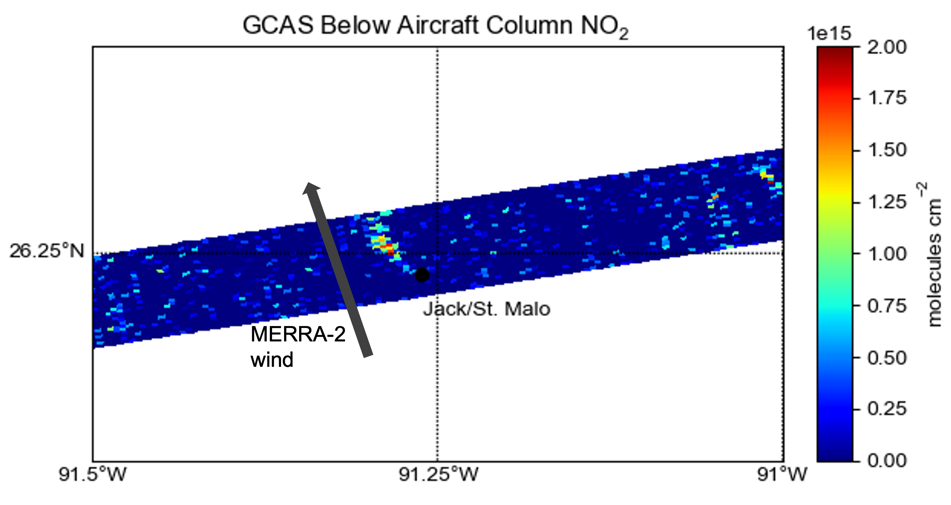 GCAS Below Aircraft Column NO₂
1e15
2.00
1.75
1.50
1.25
1.00
0.75
0.50
0.25
0.00
molecules cm⁻²
26.25°N
Jack/St. Malo
MERRA-2
wind
91.5°W
91.25°W
91°W